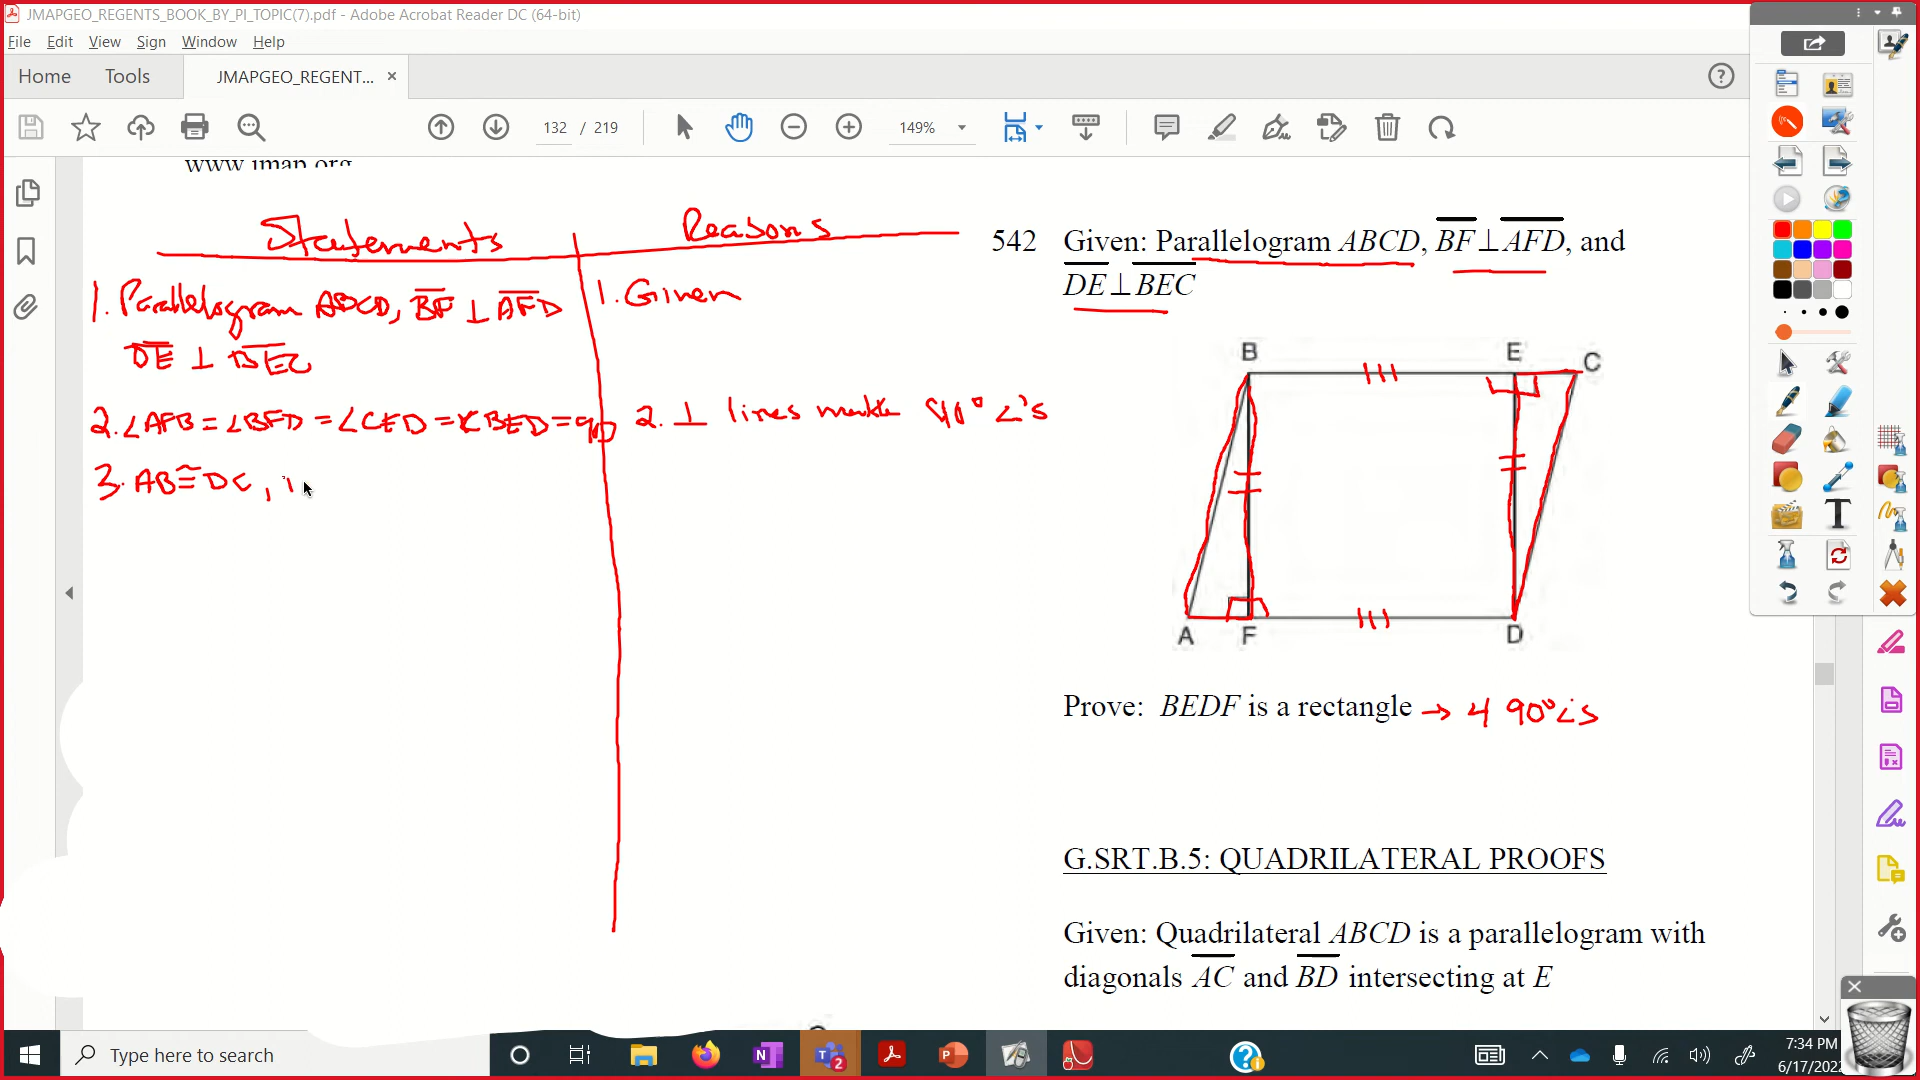 JMAPGEO_REGENTS_BOOK_BY_PI_TOPIC(7).pdf - Adobe Acrobat Reader DC (64-bit)
File Edit View Sign Window Help
Home Tools JMAPGEO_REGENT... ×
132 / 219 149%
Statements Reasons
1. Parallelogram ABCD, BF ⊥ AFD 1. Given
DE ⊥ BEC
2. ∠AFB = ∠BFD = ∠CED = ∠BED = 90 2. ⊥ lines make 90° ∠'s
3. AB ≅ DC,
542 Given: Parallelogram ABCD, BF ⊥ AFD, and
DE ⊥ BEC
B E C
A F D
Prove: BEDF is a rectangle → 4 90° ∠s
G.SRT.B.5: QUADRILATERAL PROOFS
Given: Quadrilateral ABCD is a parallelogram with
diagonals AC and BD intersecting at E
Type here to search
7:34 PM